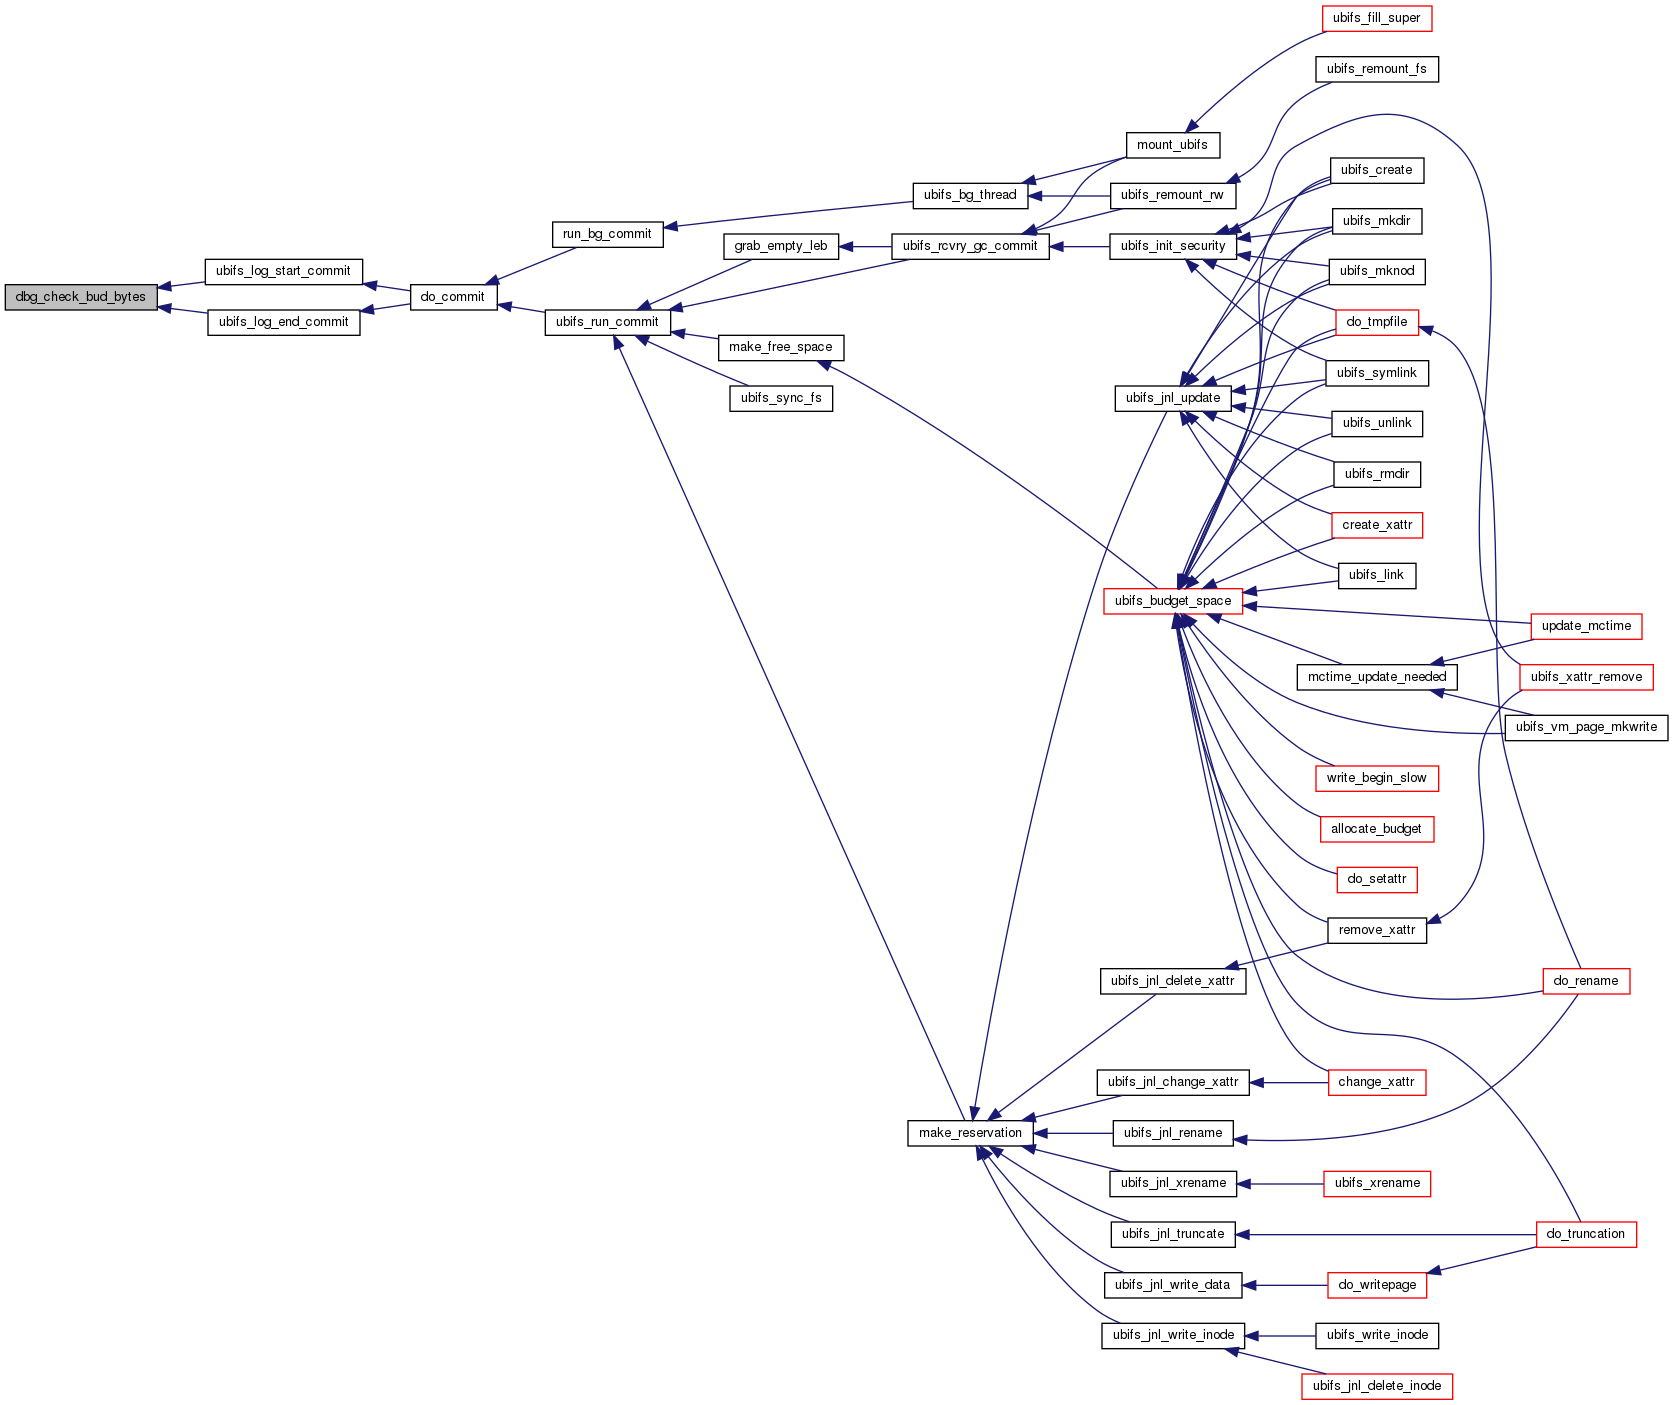 ubifs_fill_super
ubifs_remount_fs
mount_ubifs
ubifs_create
ubifs_bg_thread
ubifs_remount_rw
ubifs_mkdir
run_bg_commit
grab_empty_leb
ubifs_rcvry_gc_commit
ubifs_init_security
ubifs_log_start_commit
ubifs_mknod
dbg_check_bud_bytes
do_commit
ubifs_log_end_commit
ubifs_run_commit
do_tmpfile
make_free_space
ubifs_symlink
ubifs_sync_fs
ubifs_jnl_update
ubifs_unlink
ubifs_rmdir
create_xattr
ubifs_link
ubifs_budget_space
update_mctime
mctime_update_needed
ubifs_xattr_remove
ubifs_vm_page_mkwrite
write_begin_slow
allocate_budget
do_setattr
remove_xattr
ubifs_jnl_delete_xattr
do_rename
ubifs_jnl_change_xattr
change_xattr
make_reservation
ubifs_jnl_rename
ubifs_jnl_xrename
ubifs_xrename
ubifs_jnl_truncate
do_truncation
ubifs_jnl_write_data
do_writepage
ubifs_jnl_write_inode
ubifs_write_inode
ubifs_jnl_delete_inode